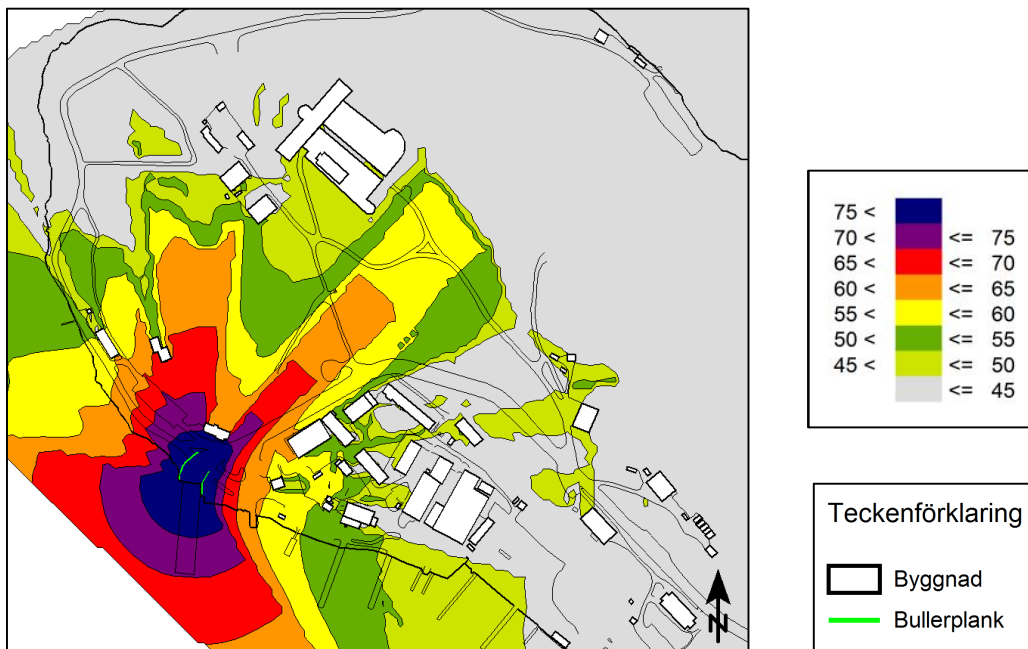 75 <
70 < <= 75
65 < <= 70
60 < <= 65
55 < <= 60
50 < <= 55
45 < <= 50
<= 45
Teckenförklaring
Byggnad
Bullerplank
N